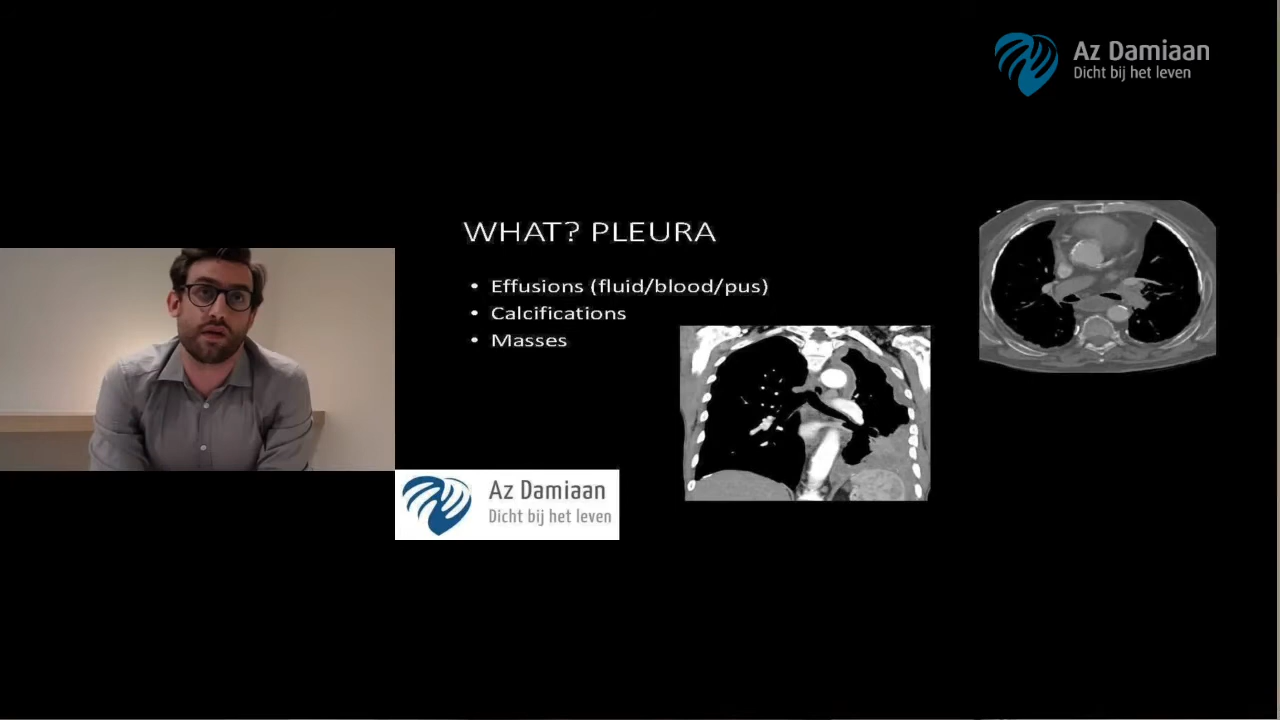 Az Damiaan
Dicht bij het leven
WHAT? PLEURA
• Effusions (fluid/blood/pus)
• Calcifications
• Masses
Az Damiaan
Dicht bij het leven